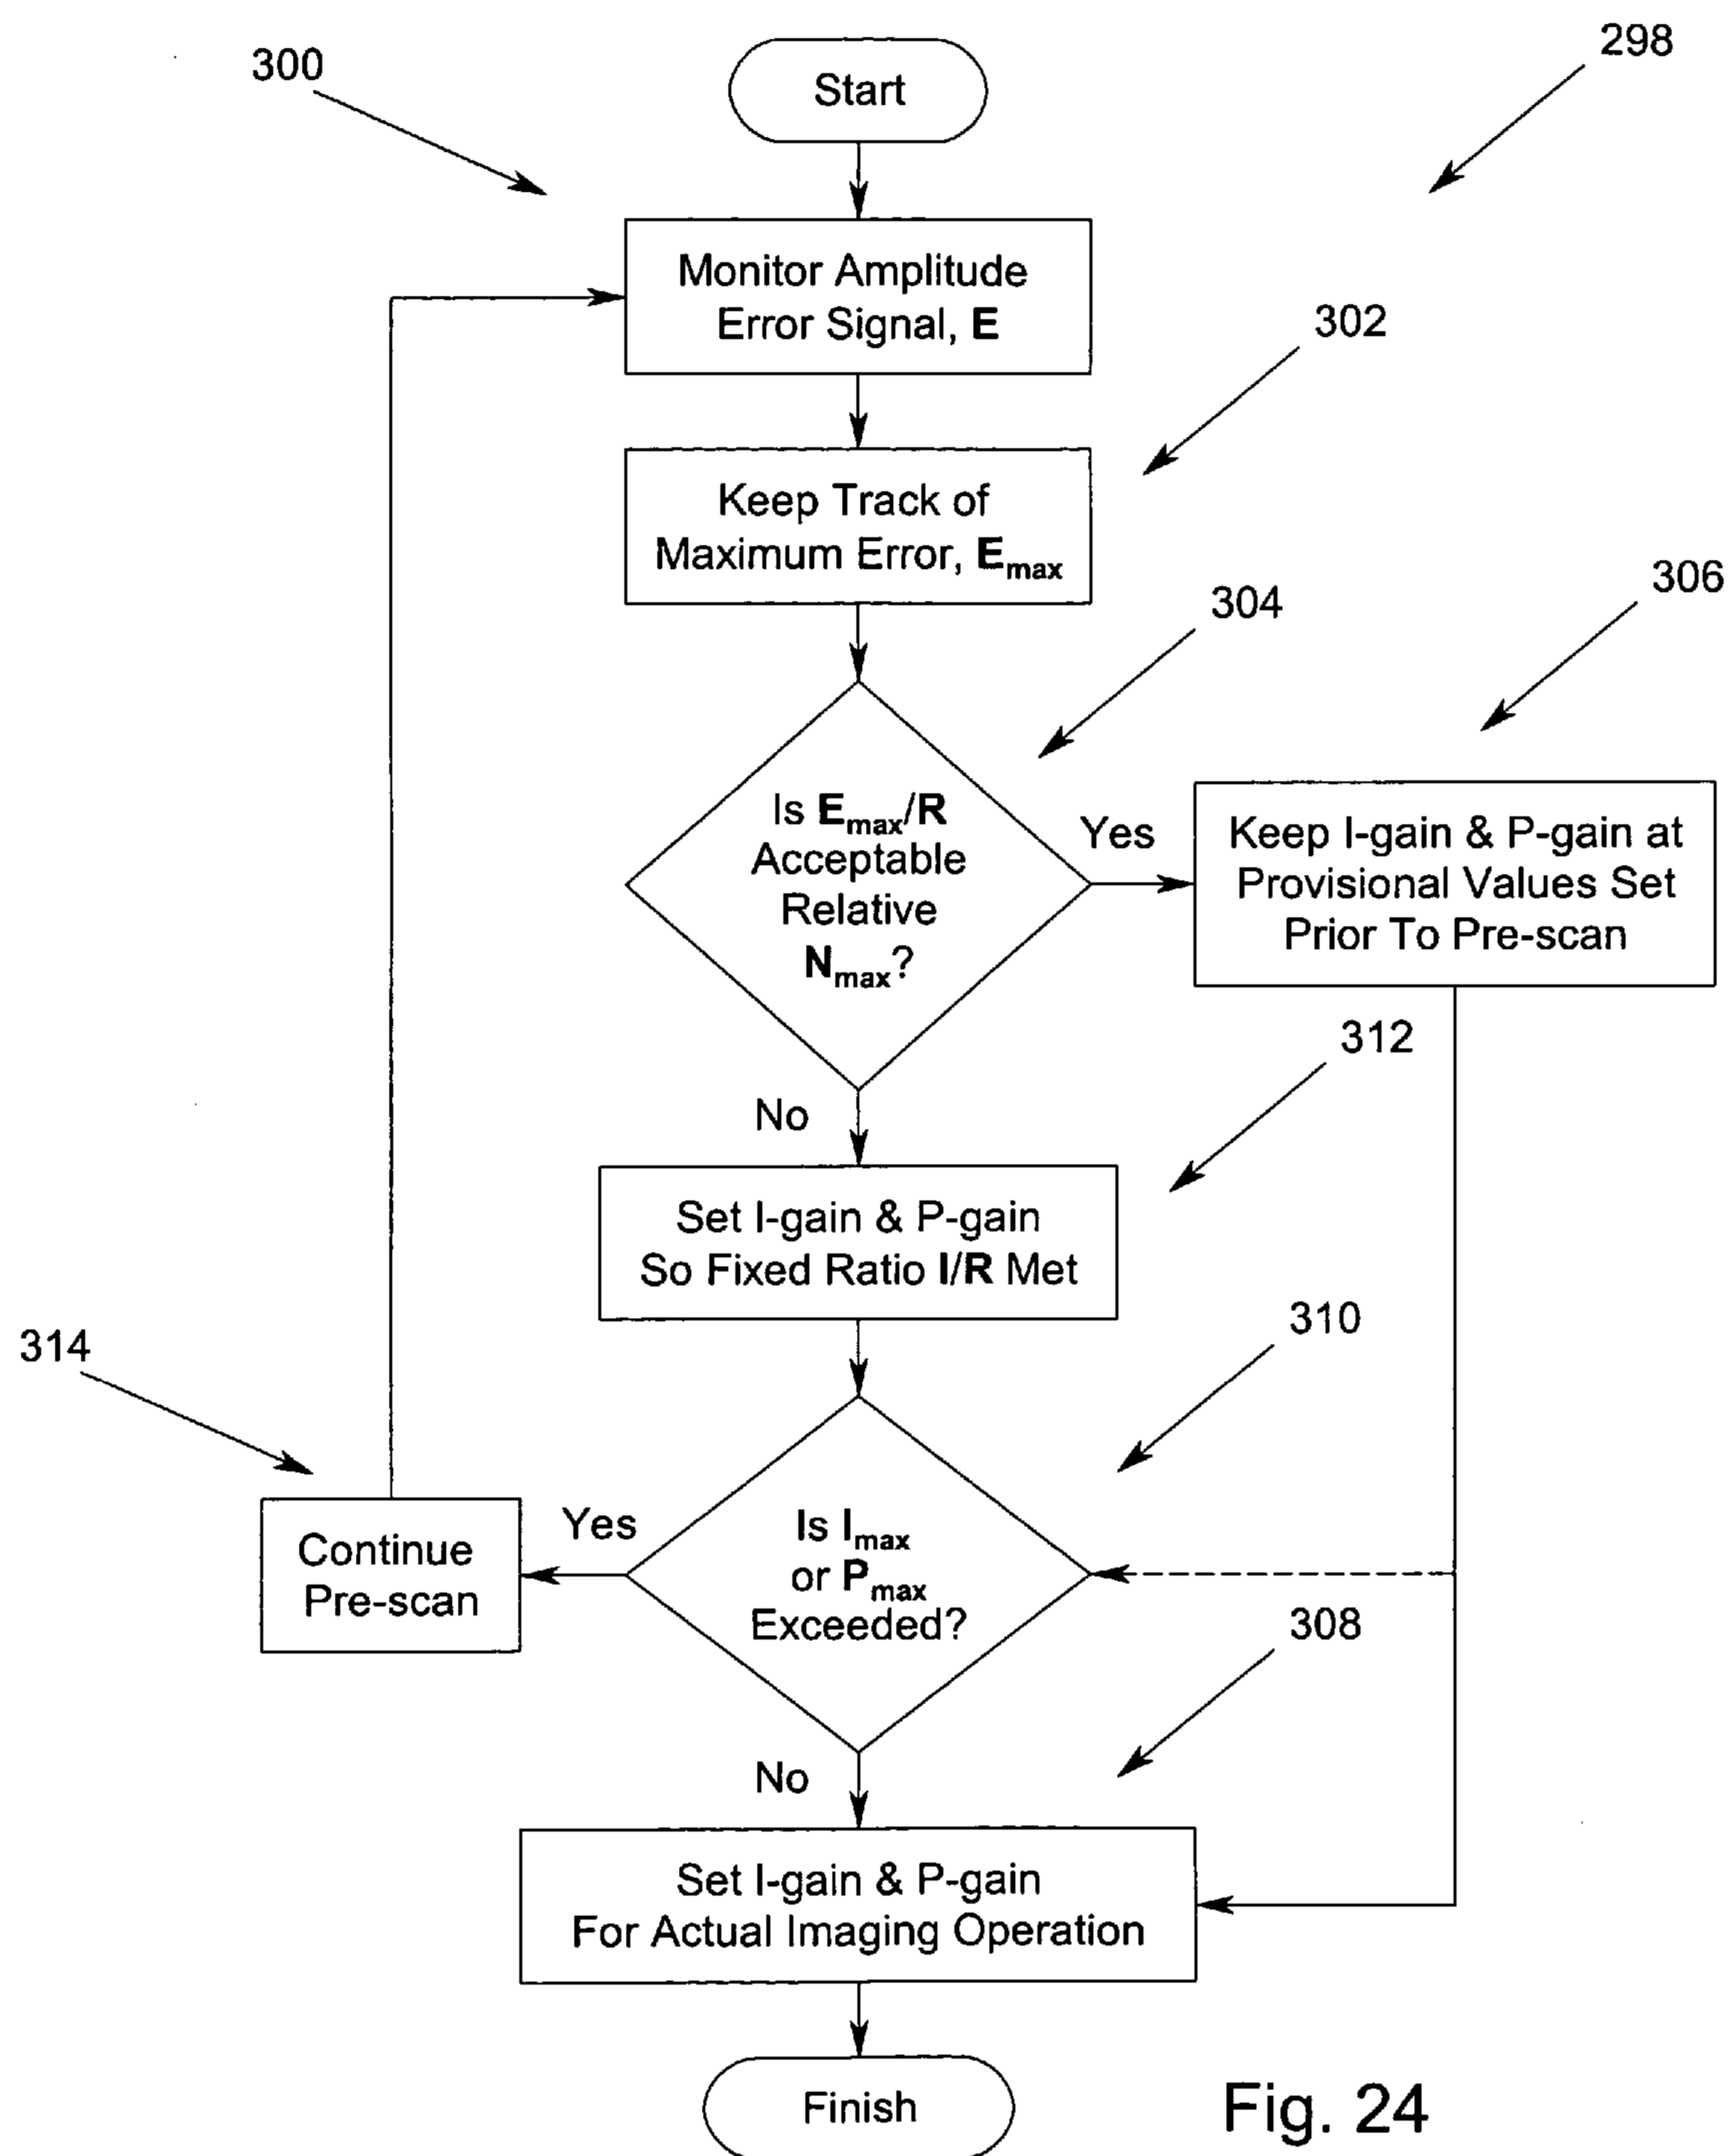 298
300
Start
Monitor Amplitude
Error Signal, E
302
Keep Track of
Maximum Error, Emax
304
306
Is Emax/R
Acceptable
Relative
Nmax?
Yes
Keep I-gain & P-gain at
Provisional Values Set
Prior To Pre-scan
312
No
Set I-gain & P-gain
So Fixed Ratio I/R Met
310
314
Continue
Pre-scan
Yes
Is Imax
or Pmax
Exceeded?
308
No
Set I-gain & P-gain
For Actual Imaging Operation
Finish
Fig. 24